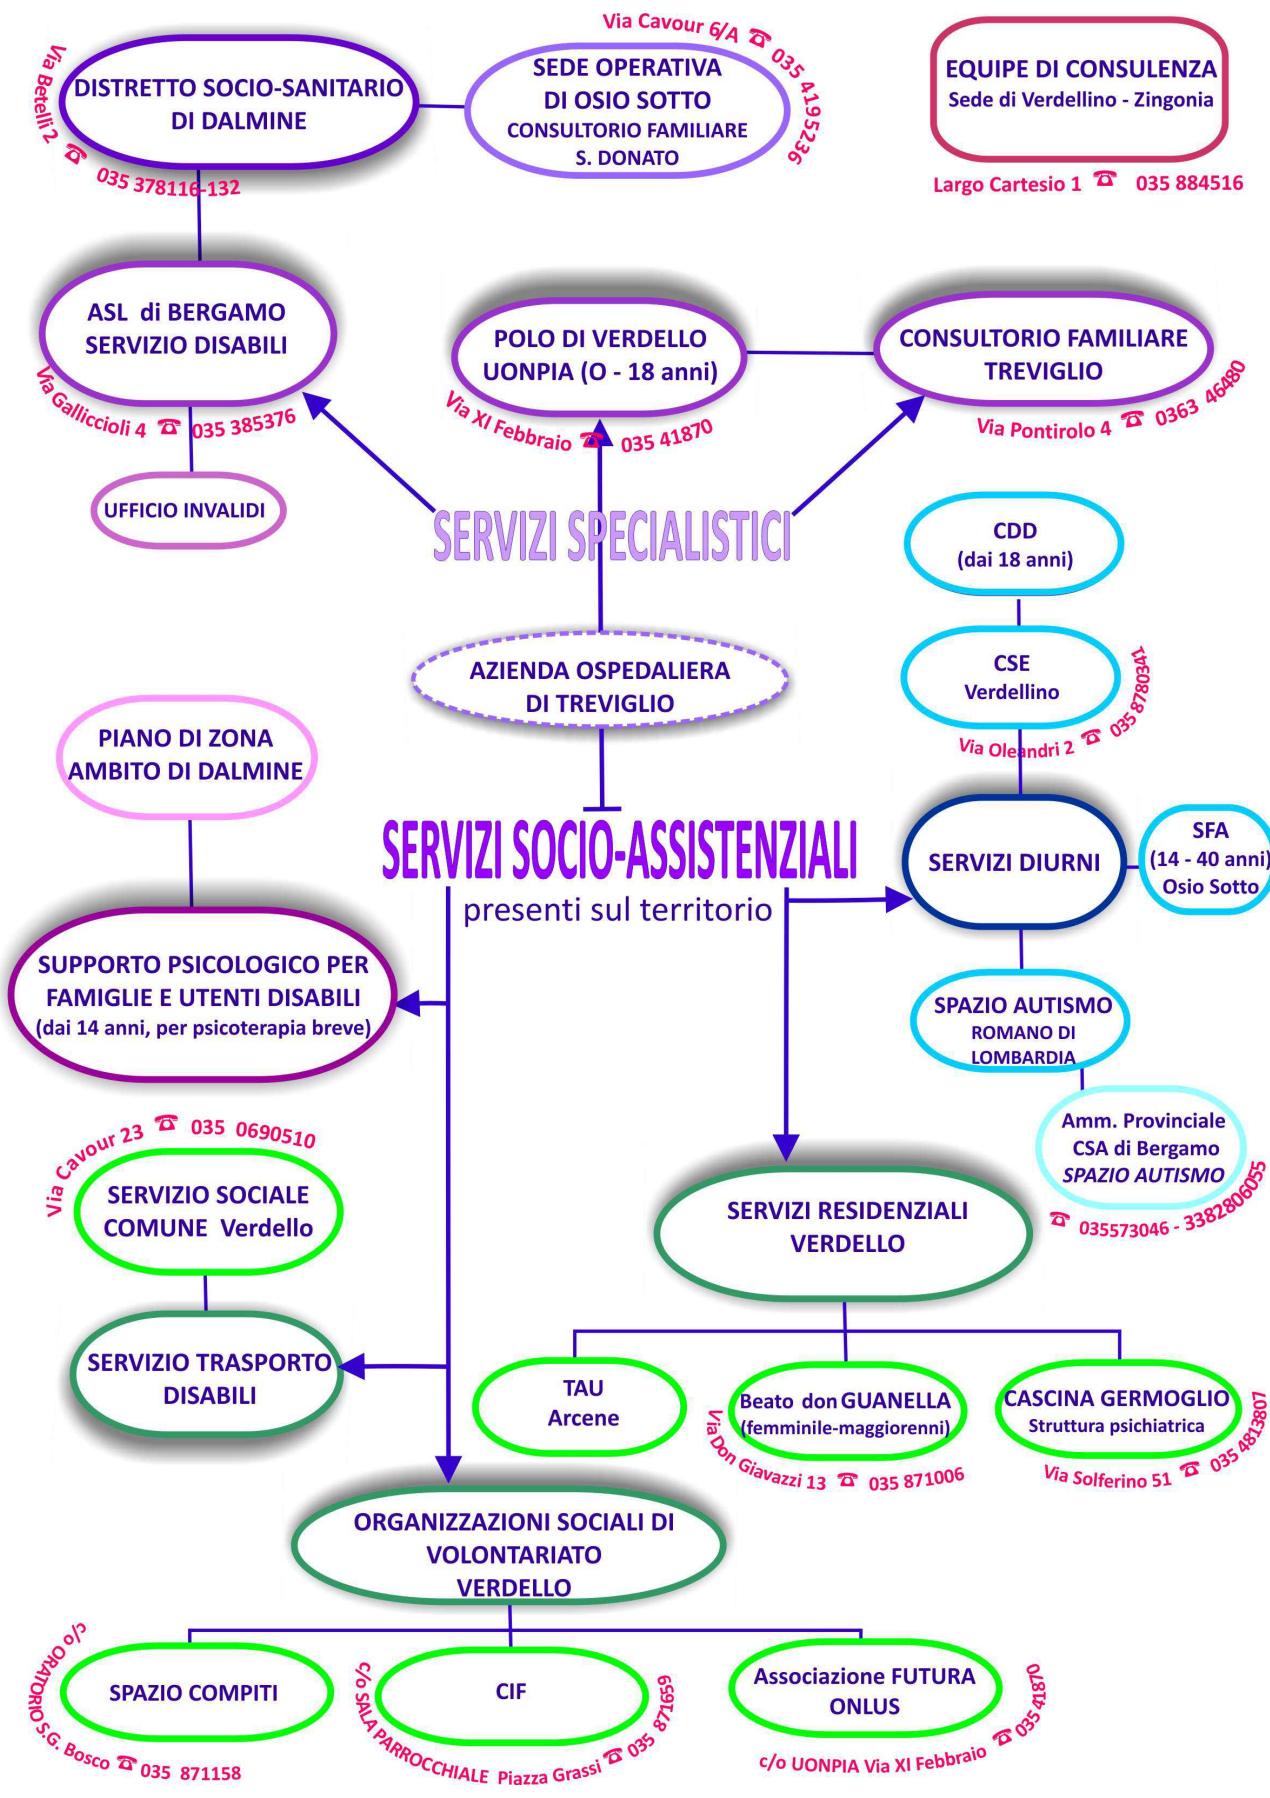 Via Betelli 2 ☎ 035 378116-132
DISTRETTO SOCIO-SANITARIO
DI DALMINE
Via Cavour 6/A ☎ 035 4195236
SEDE OPERATIVA
DI OSIO SOTTO
CONSULTORIO FAMILIARE
S. DONATO
EQUIPE DI CONSULENZA
Sede di Verdellino - Zingonia
Largo Cartesio 1 ☎ 035 884516
ASL di BERGAMO
SERVIZIO DISABILI
Via Galliccioli 4 ☎ 035 385376
UFFICIO INVALIDI
POLO DI VERDELLO
UONPIA (O - 18 anni)
Via XI Febbraio ☎ 035 41870
CONSULTORIO FAMILIARE
TREVIGLIO
Via Pontirolo 4 ☎ 0363 46480
SERVIZI SPECIALISTICI
CDD
(dai 18 anni)
CSE
Verdellino
Via Oleandri 2 ☎ 035 8780341
AZIENDA OSPEDALIERA
DI TREVIGLIO
PIANO DI ZONA
AMBITO DI DALMINE
SERVIZI SOCIO-ASSISTENZIALI
presenti sul territorio
SERVIZI DIURNI
SFA
(14 - 40 anni)
Osio Sotto
SUPPORTO PSICOLOGICO PER
FAMIGLIE E UTENTI DISABILI
(dai 14 anni, per psicoterapia breve)
SPAZIO AUTISMO
ROMANO DI
LOMBARDIA
Amm. Provinciale
CSA di Bergamo
SPAZIO AUTISMO
☎ 035573046 - 3382806055
Via Cavour 23 ☎ 035 0690510
SERVIZIO SOCIALE
COMUNE Verdello
SERVIZI RESIDENZIALI
VERDELLO
SERVIZIO TRASPORTO
DISABILI
TAU
Arcene
Beato don GUANELLA
(femminile-maggiorenni)
Via Don Giavazzi 13 ☎ 035 871006
CASCINA GERMOGLIO
Struttura psichiatrica
Via Solferino 51 ☎ 035 4813807
ORGANIZZAZIONI SOCIALI DI
VOLONTARIATO
VERDELLO
SPAZIO COMPITI
c/o ORATORIO S.G. Bosco ☎ 035 871158
CIF
c/o SALA PARROCCHIALE Piazza Grassi ☎ 035 871659
Associazione FUTURA
ONLUS
c/o UONPIA Via XI Febbraio ☎ 035 41870